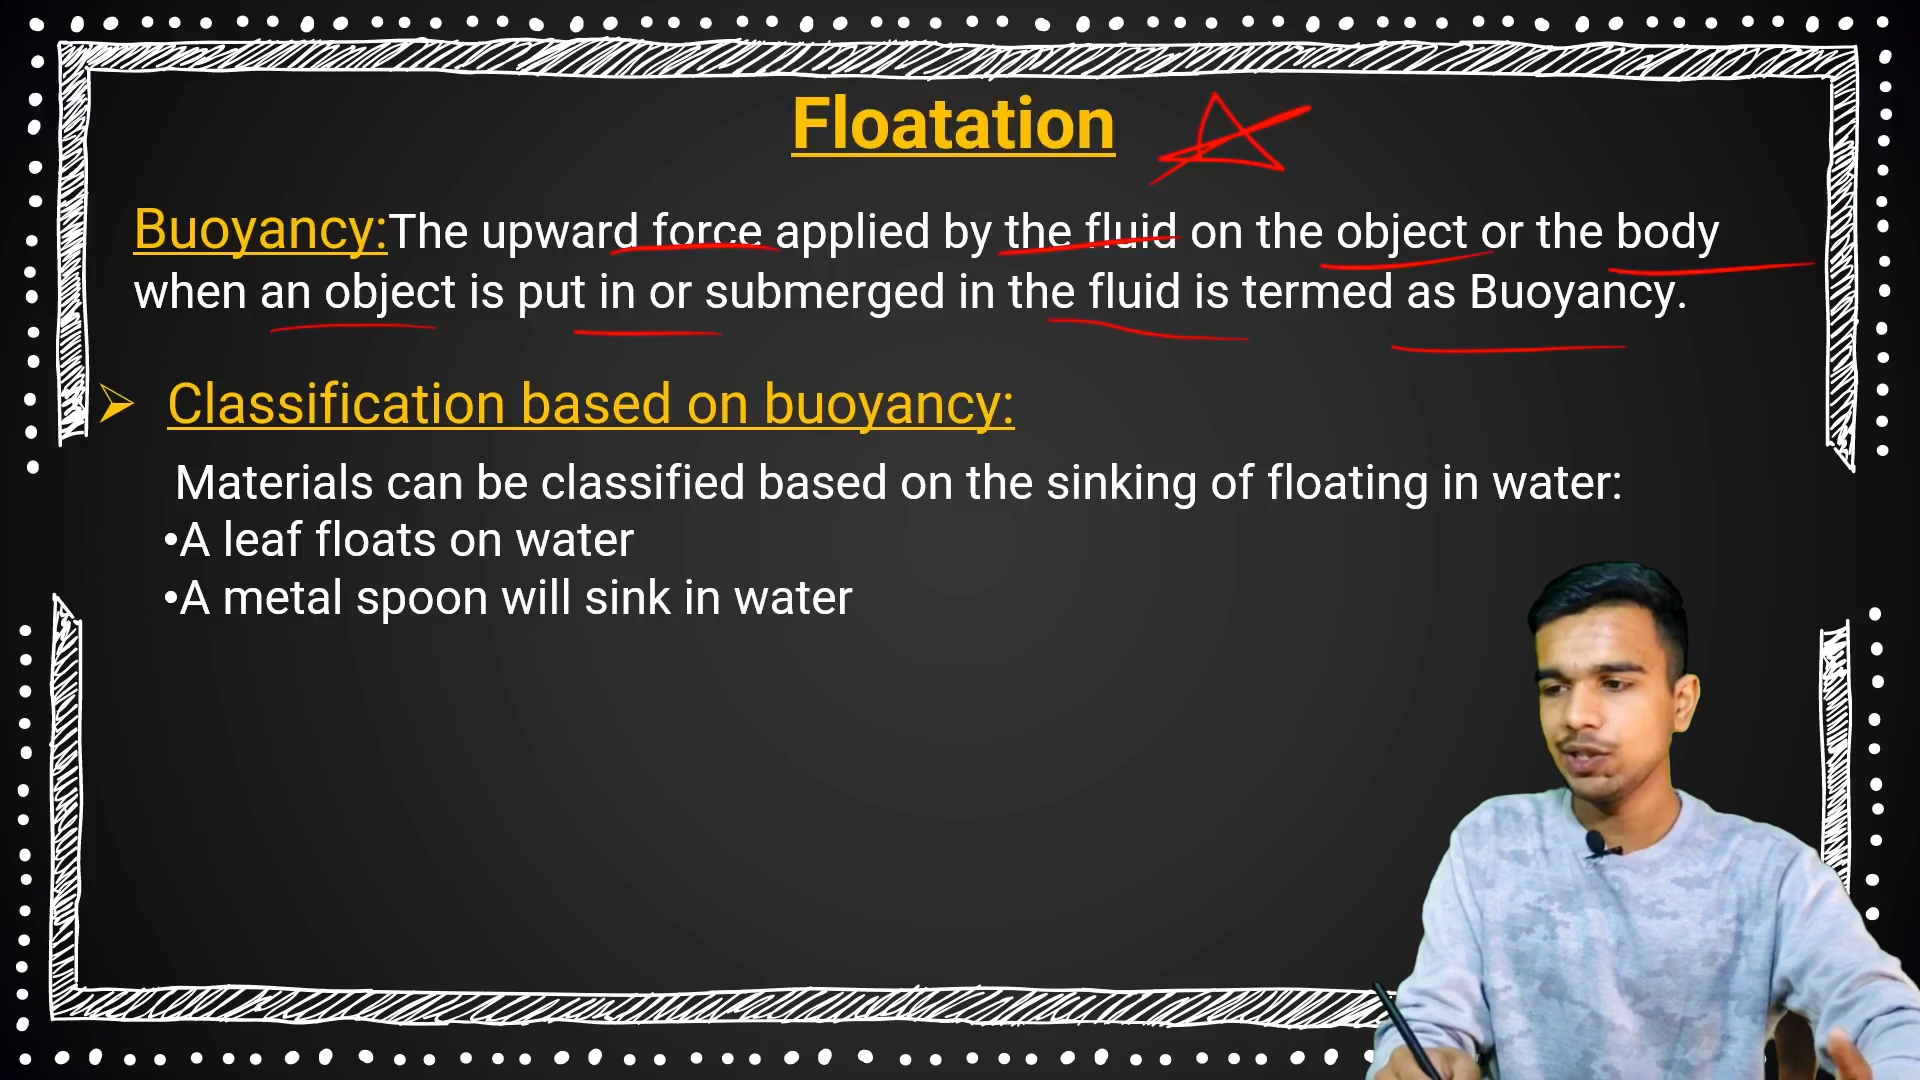 Floatation
Buoyancy:The upward force applied by the fluid on the object or the body
when an object is put in or submerged in the fluid is termed as Buoyancy.
➢ Classification based on buoyancy:
Materials can be classified based on the sinking of floating in water:
•A leaf floats on water
•A metal spoon will sink in water